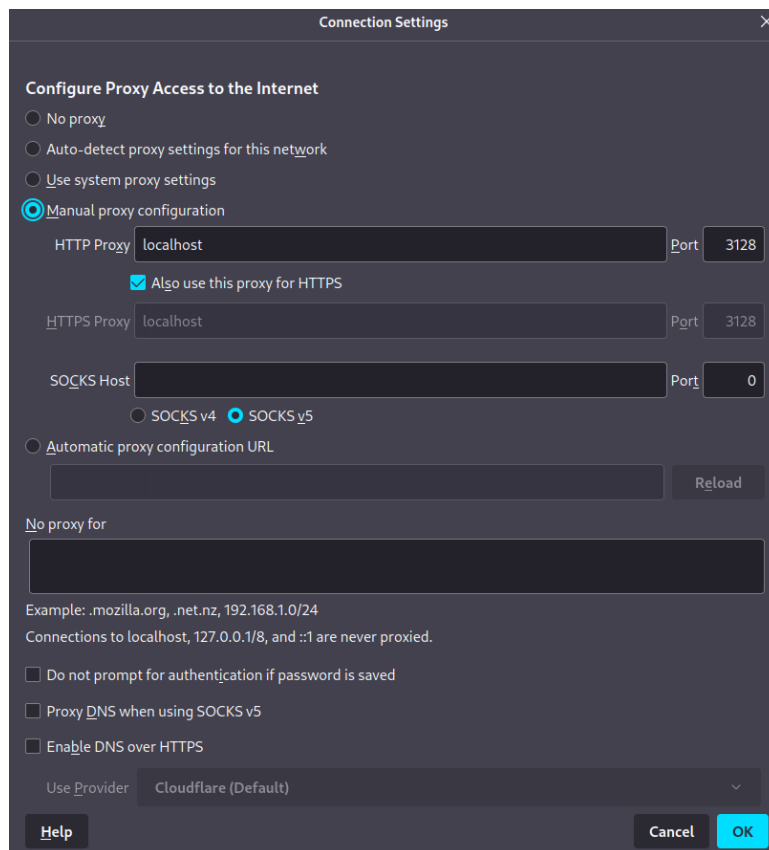 Connection Settings
Configure Proxy Access to the Internet
No proxy
Auto-detect proxy settings for this network
Use system proxy settings
Manual proxy configuration
HTTP Proxy localhost Port 3128
Also use this proxy for HTTPS
HTTPS Proxy localhost Port 3128
SOCKS Host Port 0
SOCKS v4 SOCKS v5
Automatic proxy configuration URL
Reload
No proxy for
Example: .mozilla.org, .net.nz, 192.168.1.0/24
Connections to localhost, 127.0.0.1/8, and ::1 are never proxied.
Do not prompt for authentication if password is saved
Proxy DNS when using SOCKS v5
Enable DNS over HTTPS
Use Provider Cloudflare (Default)
Help Cancel OK